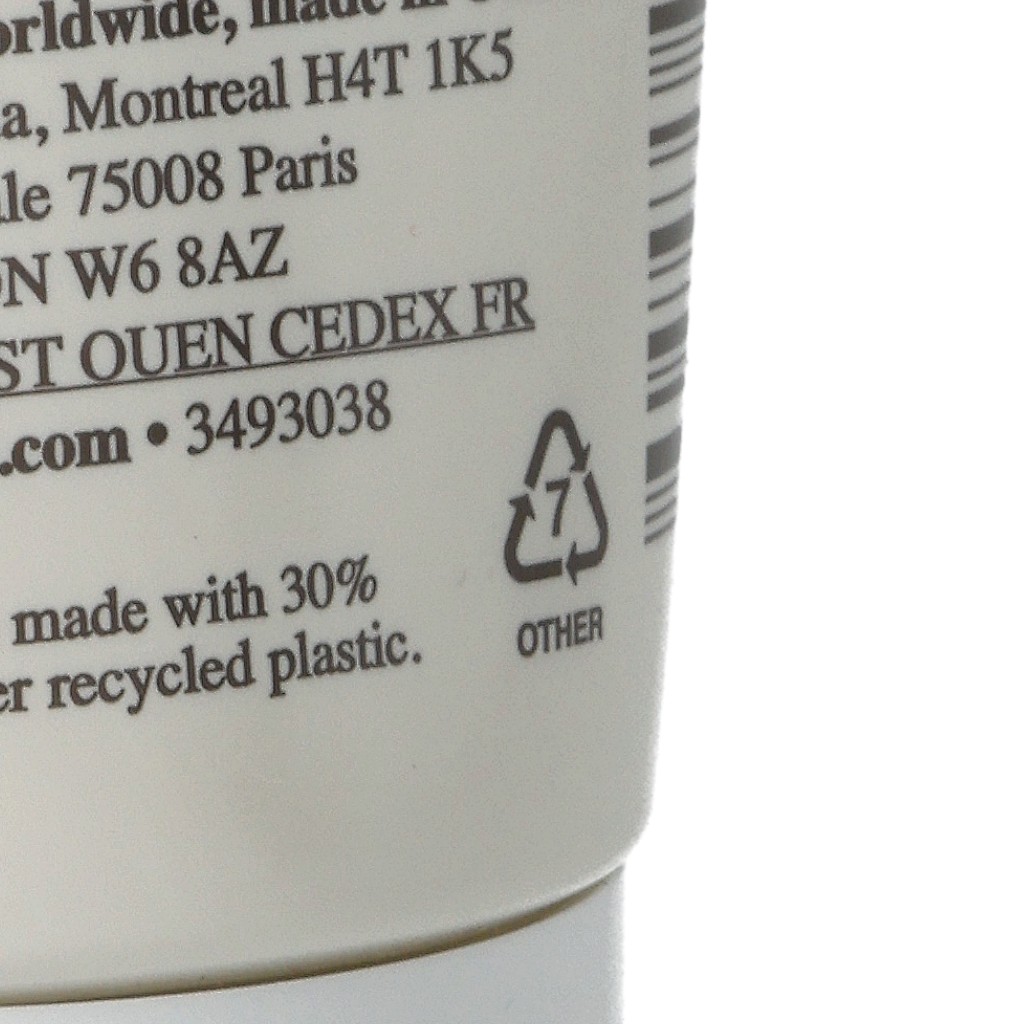 orldwide, made in
a, Montreal H4T 1K5
le 75008 Paris
N W6 8AZ
ST OUEN CEDEX FR
.com • 3493038
7
OTHER
made with 30%
er recycled plastic.